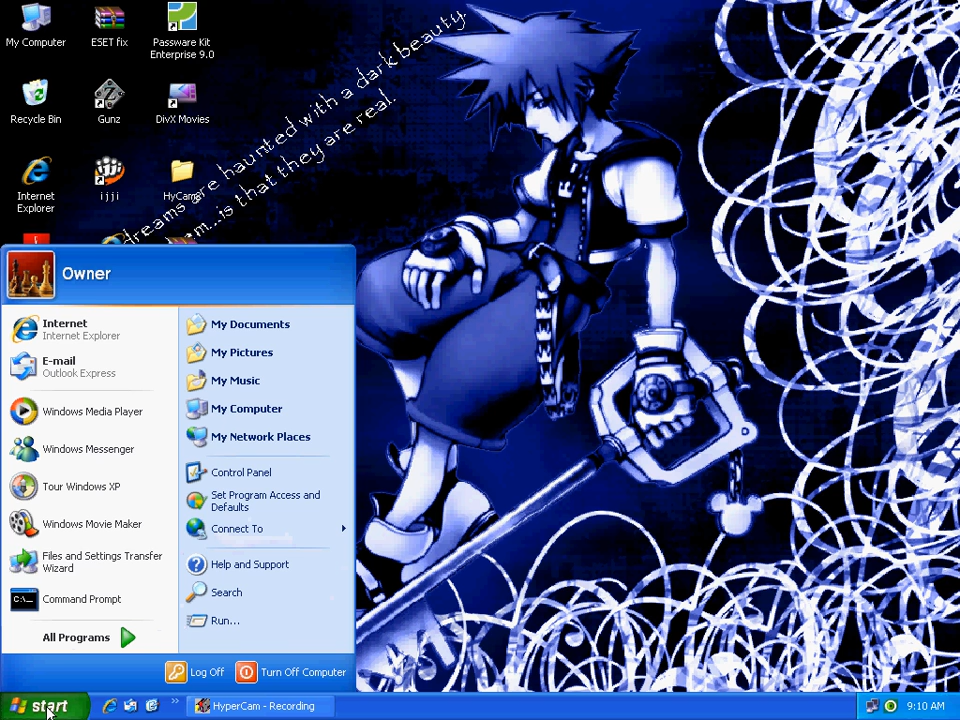 My Computer
ESET fix
Passware Kit
Enterprise 9.0
Recycle Bin
Gunz
DivX Movies
Internet
Explorer
ijji
HyCam
dreams are haunted with a dark beauty
is that they are real.
Owner
Internet
Internet Explorer
E-mail
Outlook Express
Windows Media Player
Windows Messenger
Tour Windows XP
Windows Movie Maker
Files and Settings Transfer
Wizard
Command Prompt
All Programs
My Documents
My Pictures
My Music
My Computer
My Network Places
Control Panel
Set Program Access and
Defaults
Connect To
Help and Support
Search
Run...
Log Off
Turn Off Computer
start
HyperCam - Recording
9:10 AM